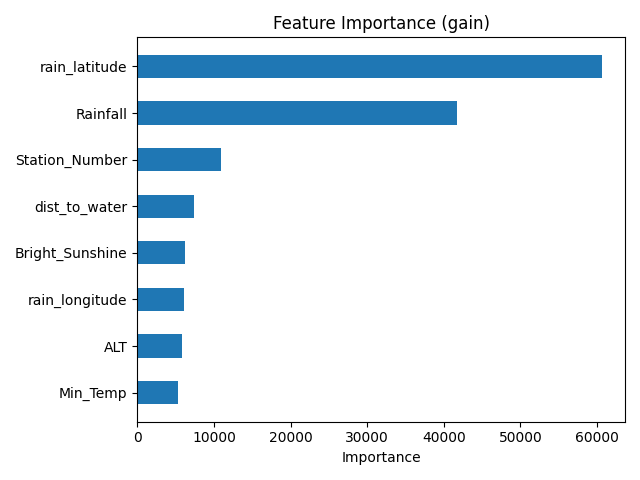 Feature Importance (gain)
rain_latitude
Rainfall
Station_Number
dist_to_water
Bright_Sunshine
rain_longitude
ALT
Min_Temp
0 10000 20000 30000 40000 50000 60000
Importance